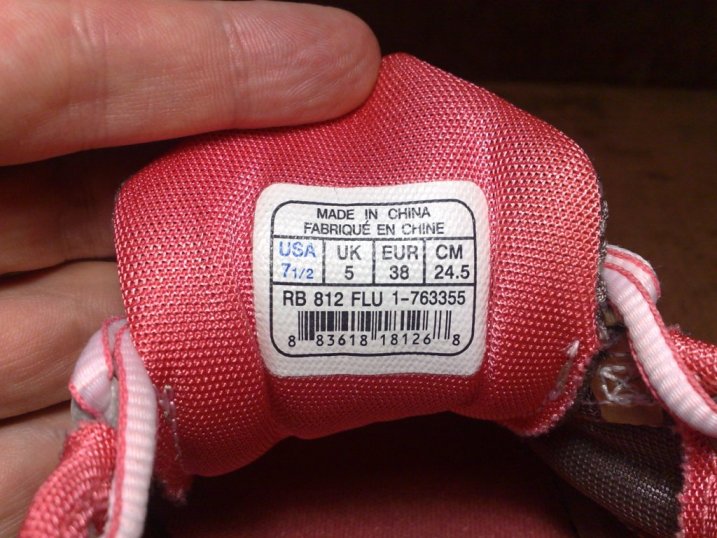 MADE IN CHINA
FABRIQUÉ EN CHINE
USA UK EUR CM
7 1/2 5 38 24.5
RB 812 FLU 1-763355
8 83618 18126 8